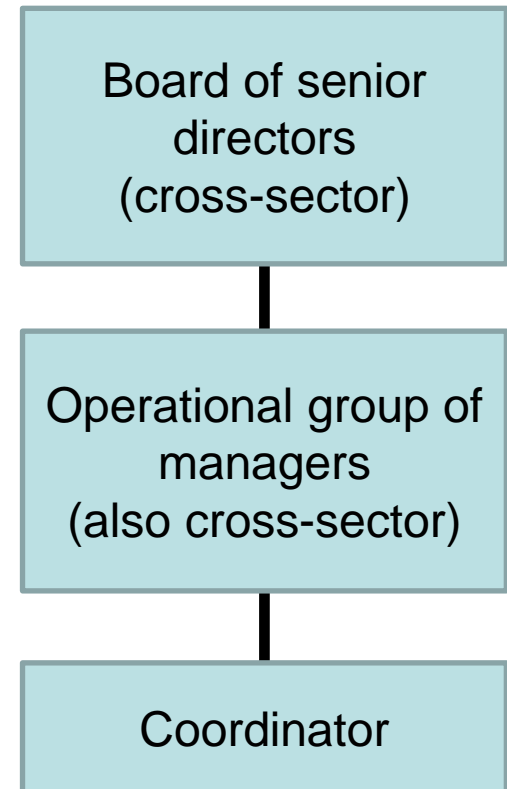 Board of senior
directors
(cross-sector)
Operational group of
managers
(also cross-sector)
Coordinator